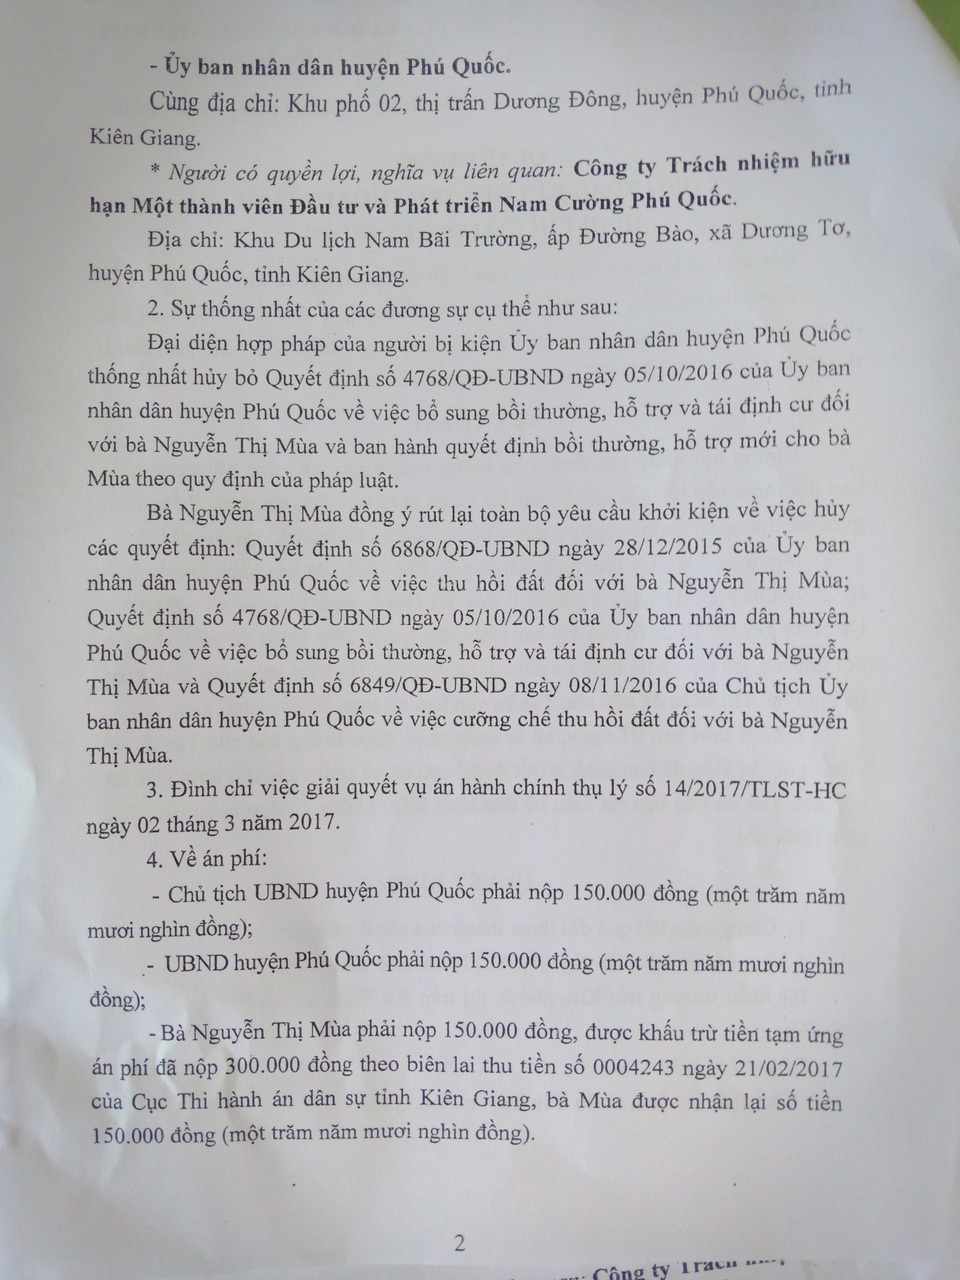 - Ủy ban nhân dân huyện Phú Quốc.
Cùng địa chỉ: Khu phố 02, thị trấn Dương Đông, huyện Phú Quốc, tỉnh
Kiên Giang.
* Người có quyền lợi, nghĩa vụ liên quan: Công ty Trách nhiệm hữu
hạn Một thành viên Đầu tư và Phát triển Nam Cường Phú Quốc.
Địa chỉ: Khu Du lịch Nam Bãi Trường, ấp Đường Bào, xã Dương Tơ,
huyện Phú Quốc, tỉnh Kiên Giang.
2. Sự thống nhất của các đương sự cụ thể như sau:
Đại diện hợp pháp của người bị kiện Ủy ban nhân dân huyện Phú Quốc
thống nhất hủy bỏ Quyết định số 4768/QĐ-UBND ngày 05/10/2016 của Ủy ban
nhân dân huyện Phú Quốc về việc bổ sung bồi thường, hỗ trợ và tái định cư đối
với bà Nguyễn Thị Mùa và ban hành quyết định bồi thường, hỗ trợ mới cho bà
Mùa theo quy định của pháp luật.
Bà Nguyễn Thị Mùa đồng ý rút lại toàn bộ yêu cầu khởi kiện về việc hủy
các quyết định: Quyết định số 6868/QĐ-UBND ngày 28/12/2015 của Ủy ban
nhân dân huyện Phú Quốc về việc thu hồi đất đối với bà Nguyễn Thị Mùa;
Quyết định số 4768/QĐ-UBND ngày 05/10/2016 của Ủy ban nhân dân huyện
Phú Quốc về việc bổ sung bồi thường, hỗ trợ và tái định cư đối với bà Nguyễn
Thị Mùa và Quyết định số 6849/QĐ-UBND ngày 08/11/2016 của Chủ tịch Ủy
ban nhân dân huyện Phú Quốc về việc cưỡng chế thu hồi đất đối với bà Nguyễn
Thị Mùa.
3. Đình chỉ việc giải quyết vụ án hành chính thụ lý số 14/2017/TLST-HC
ngày 02 tháng 3 năm 2017.
4. Về án phí:
- Chủ tịch UBND huyện Phú Quốc phải nộp 150.000 đồng (một trăm năm
mươi nghìn đồng);
- UBND huyện Phú Quốc phải nộp 150.000 đồng (một trăm năm mươi nghìn
đồng);
- Bà Nguyễn Thị Mùa phải nộp 150.000 đồng, được khấu trừ tiền tạm ứng
án phí đã nộp 300.000 đồng theo biên lai thu tiền số 0004243 ngày 21/02/2017
của Cục Thi hành án dân sự tỉnh Kiên Giang, bà Mùa được nhận lại số tiền
150.000 đồng (một trăm năm mươi nghìn đồng).
2
Công ty Trách